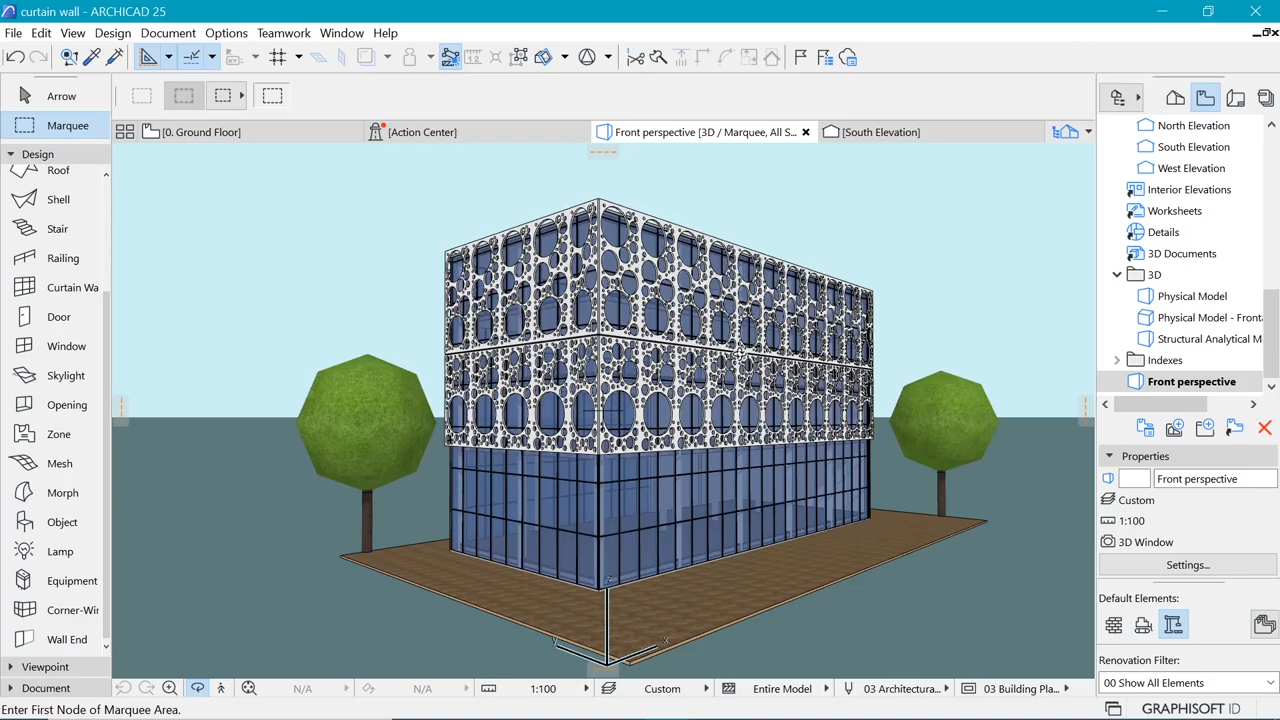 curtain wall - ARCHICAD 25
File Edit View Design Document Options Teamwork Window Help
Arrow
Marquee
Design
Roof
Shell
Stair
Railing
Curtain Wa
Door
Window
Skylight
Opening
Zone
Mesh
Morph
Object
Lamp
Equipment
Corner-Wir
Wall End
Viewpoint
Document
[0. Ground Floor]
[Action Center]
Front perspective [3D / Marquee, All S...
[South Elevation]
z
y
x
North Elevation
South Elevation
West Elevation
Interior Elevations
Worksheets
Details
3D Documents
3D
Physical Model
Physical Model - Fronta
Structural Analytical M
Indexes
Front perspective
Properties
Front perspective
Custom
1:100
3D Window
Settings...
Default Elements:
Renovation Filter:
00 Show All Elements
N/A
N/A
1:100
Custom
Entire Model
03 Architectura...
03 Building Pla...
Enter First Node of Marquee Area.
GRAPHISOFT ID